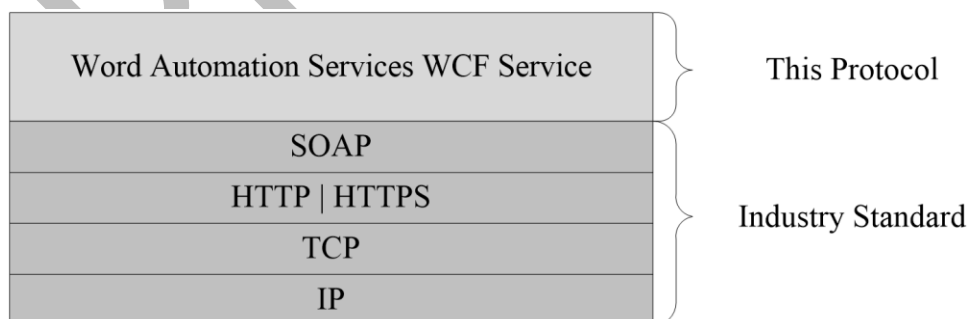 Word Automation Services WCF Service
This Protocol
SOAP
HTTP | HTTPS
Industry Standard
TCP
IP